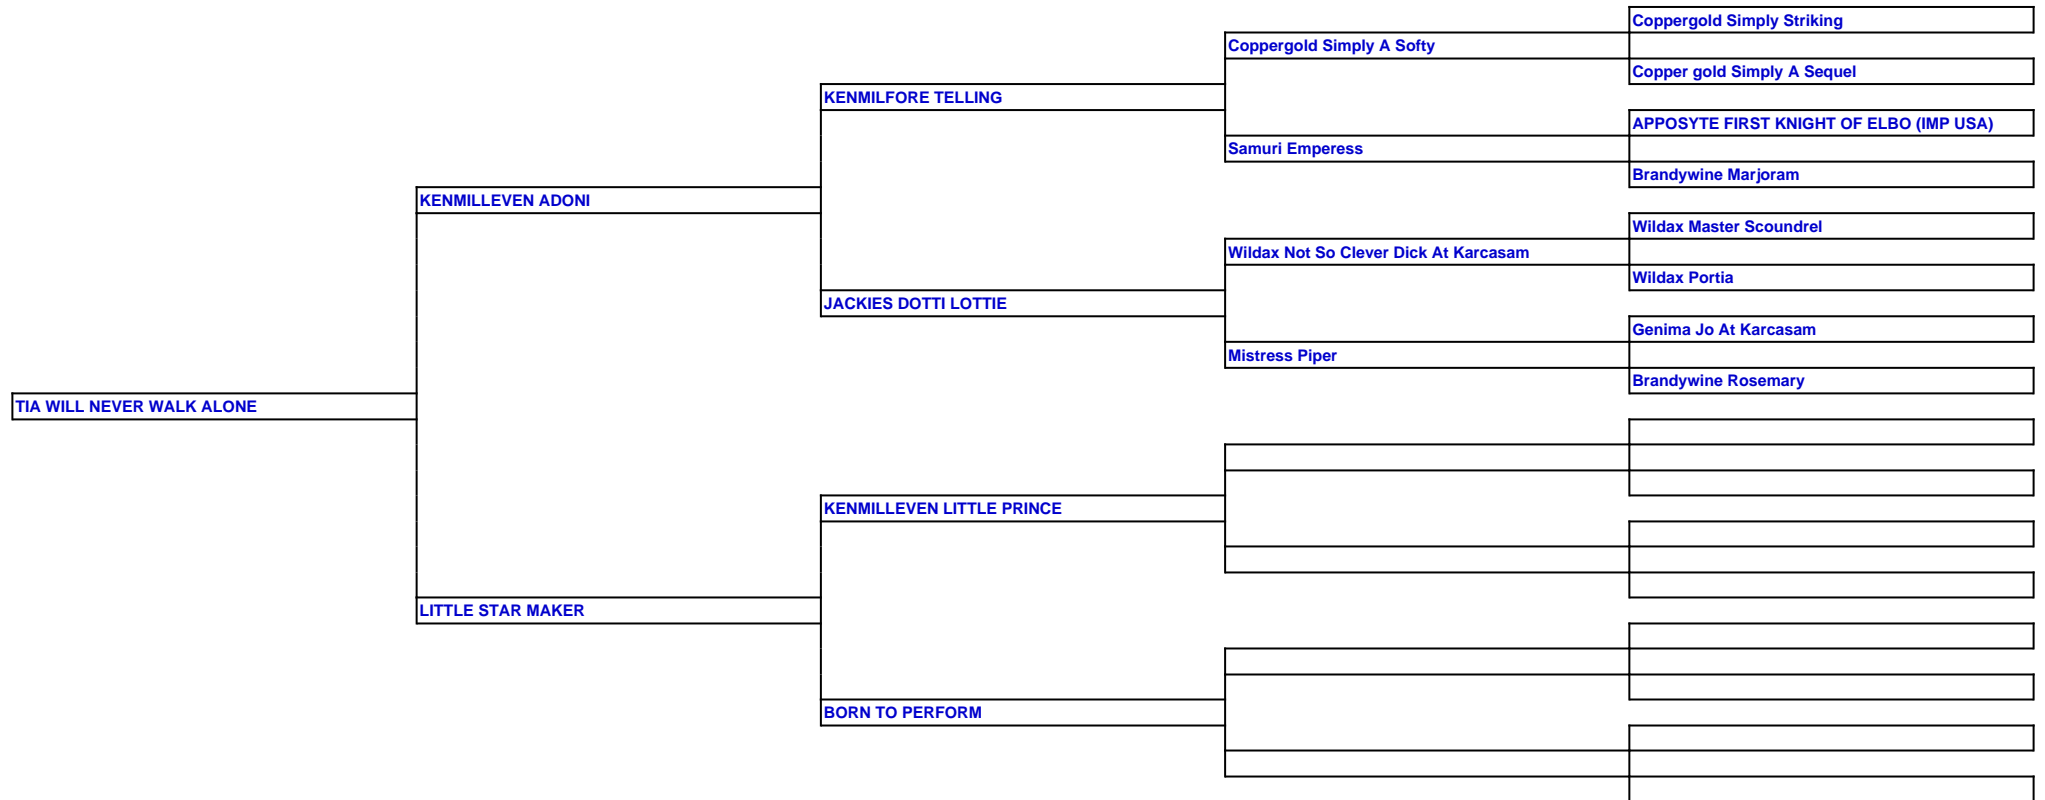 Coppergold Simply Striking
Coppergold Simply A Softy
Copper gold Simply A Sequel
KENMILFORE TELLING
APPOSYTE FIRST KNIGHT OF ELBO (IMP USA)
Samuri Emperess
Brandywine Marjoram
KENMILLEVEN ADONI
Wildax Master Scoundrel
Wildax Not So Clever Dick At Karcasam
Wildax Portia
JACKIES DOTTI LOTTIE
Genima Jo At Karcasam
Mistress Piper
Brandywine Rosemary
TIA WILL NEVER WALK ALONE
KENMILLEVEN LITTLE PRINCE
LITTLE STAR MAKER
BORN TO PERFORM